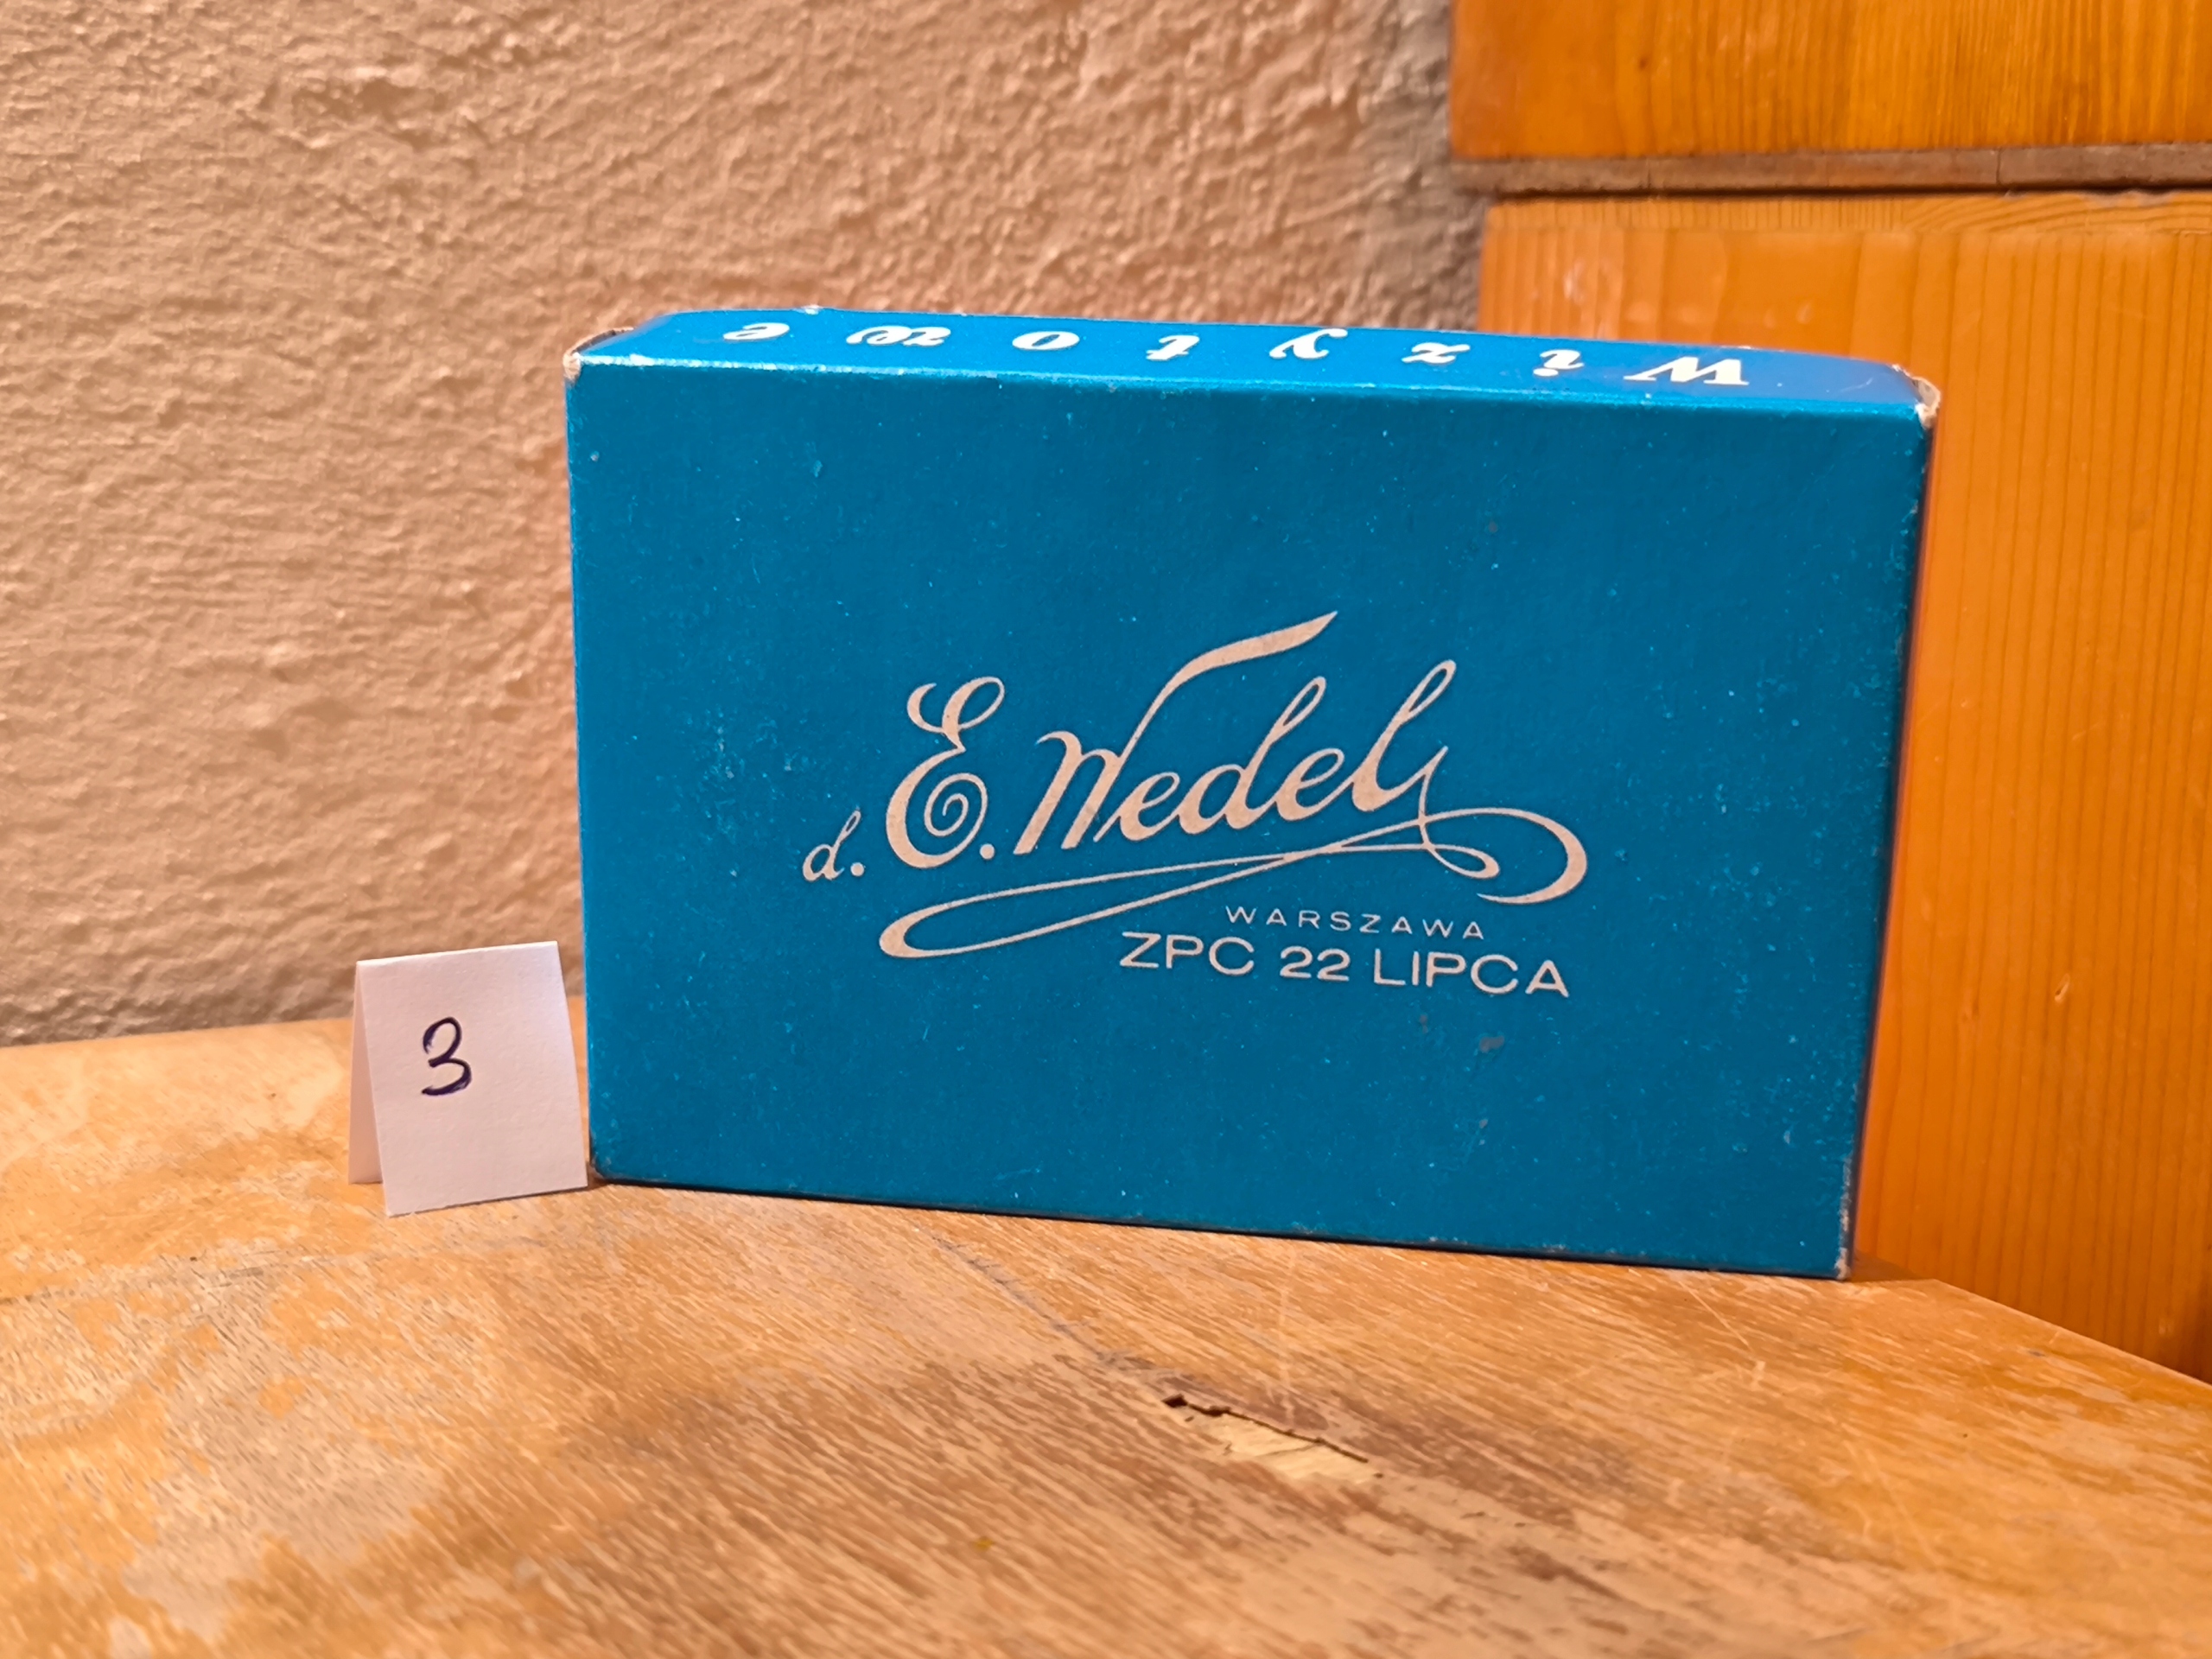 Wizytowe
d. E. Wedel
WARSZAWA
ZPC 22 LIPCA
3